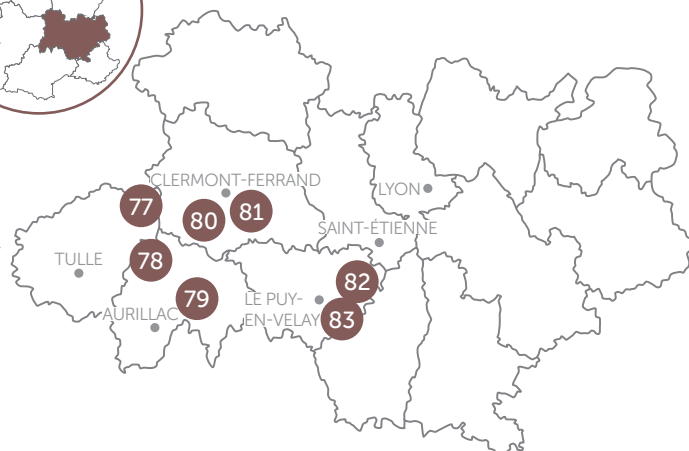 CLERMONT-FERRAND
LYON
77
80
81
SAINT-ÉTIENNE
TULLE
78
82
79
LE PUY-
EN-VELAY
AURILLAC
83